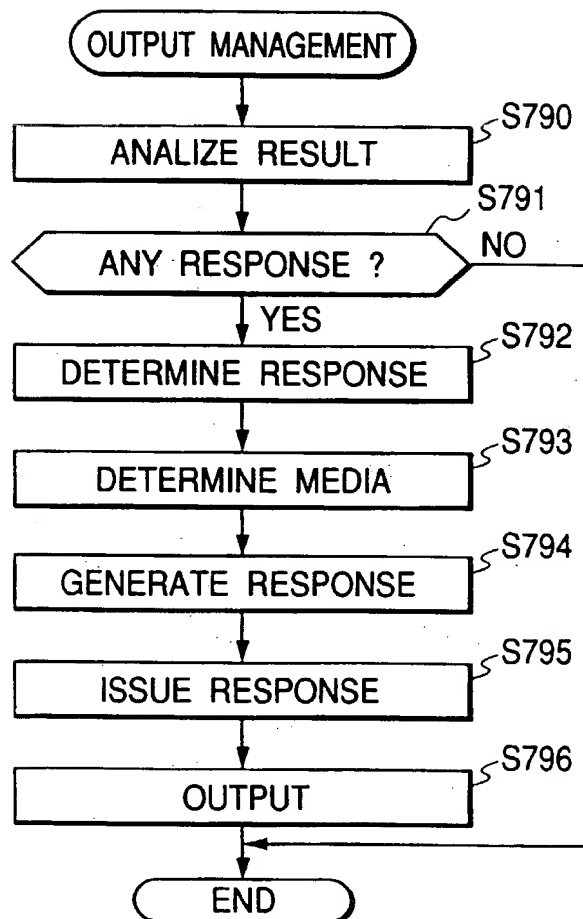 OUTPUT MANAGEMENT
S790
ANALIZE RESULT
S791
ANY RESPONSE ?
NO
YES
S792
DETERMINE RESPONSE
S793
DETERMINE MEDIA
S794
GENERATE RESPONSE
S795
ISSUE RESPONSE
S796
OUTPUT
END